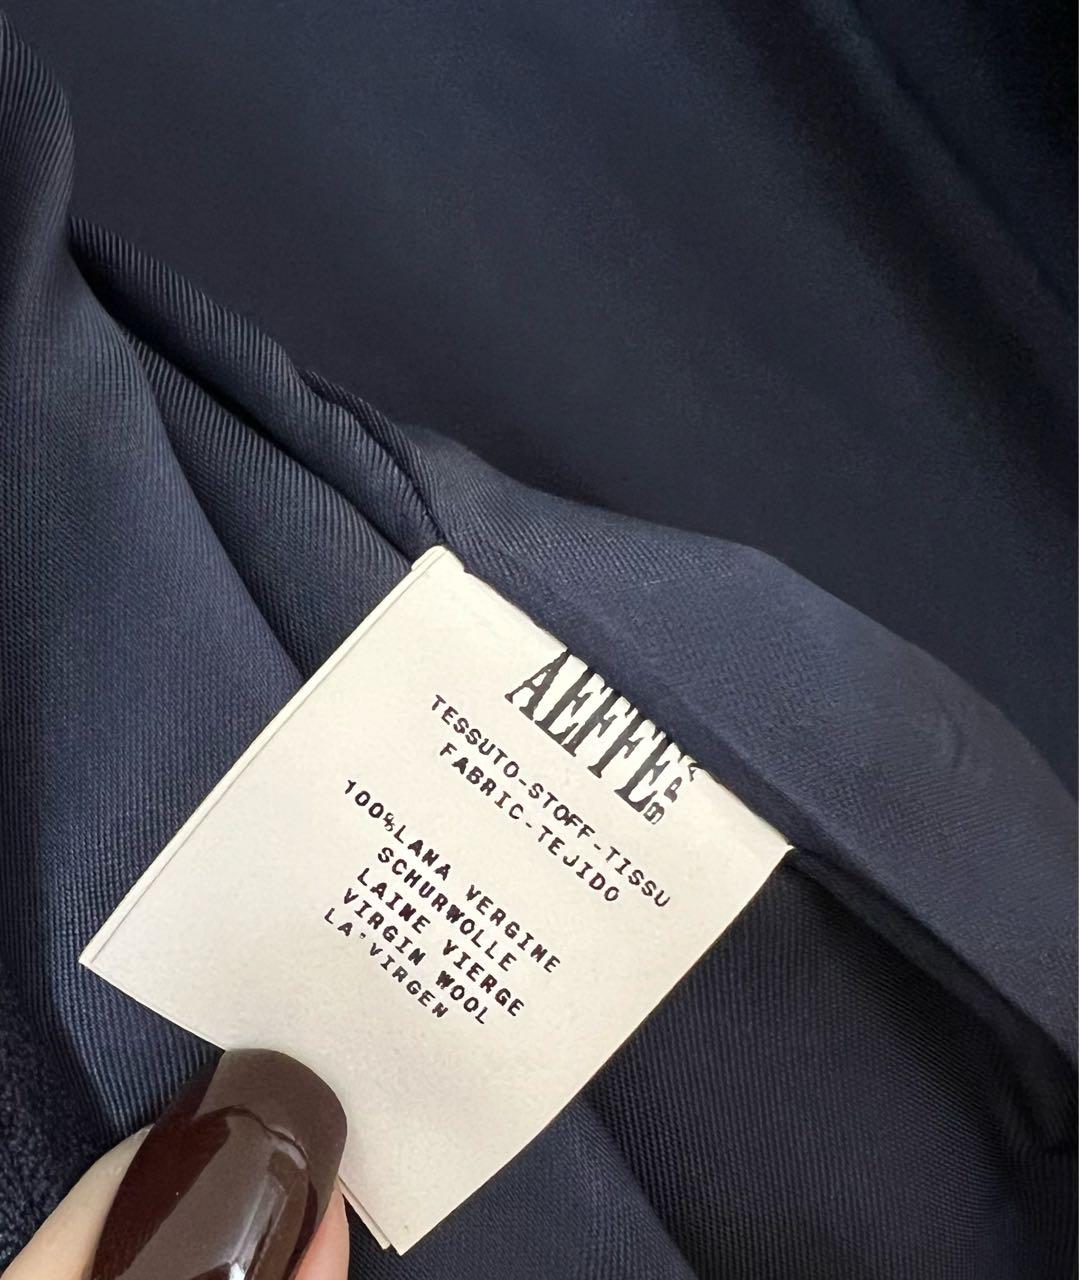 AEFFE
TESSUTO-STOFF-TISSU
FABRIC-TEJIDO
100%LANA VERGINE
SCHURWOLLE
LAINE VIERGE
VIRGIN WOOL
LA°VIRGEN